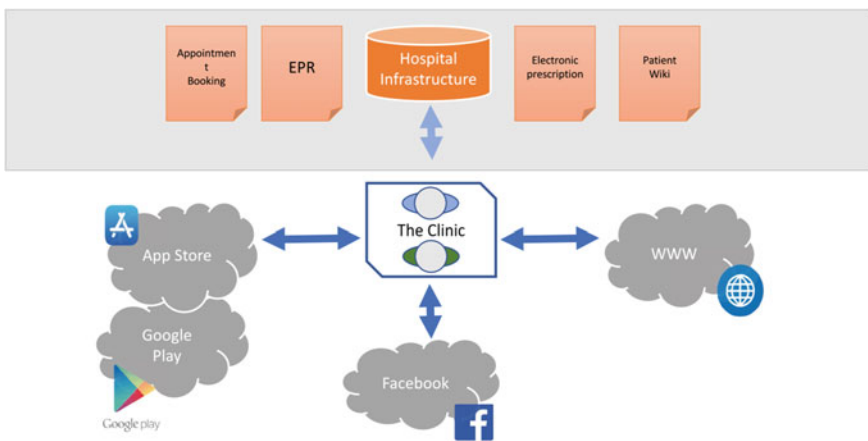 Appointmen
t
Booking
EPR
Hospital
Infrastructure
Electronic
prescription
Patient
Wiki
The Clinic
App Store
WWW
Google
Play
Google play
Facebook